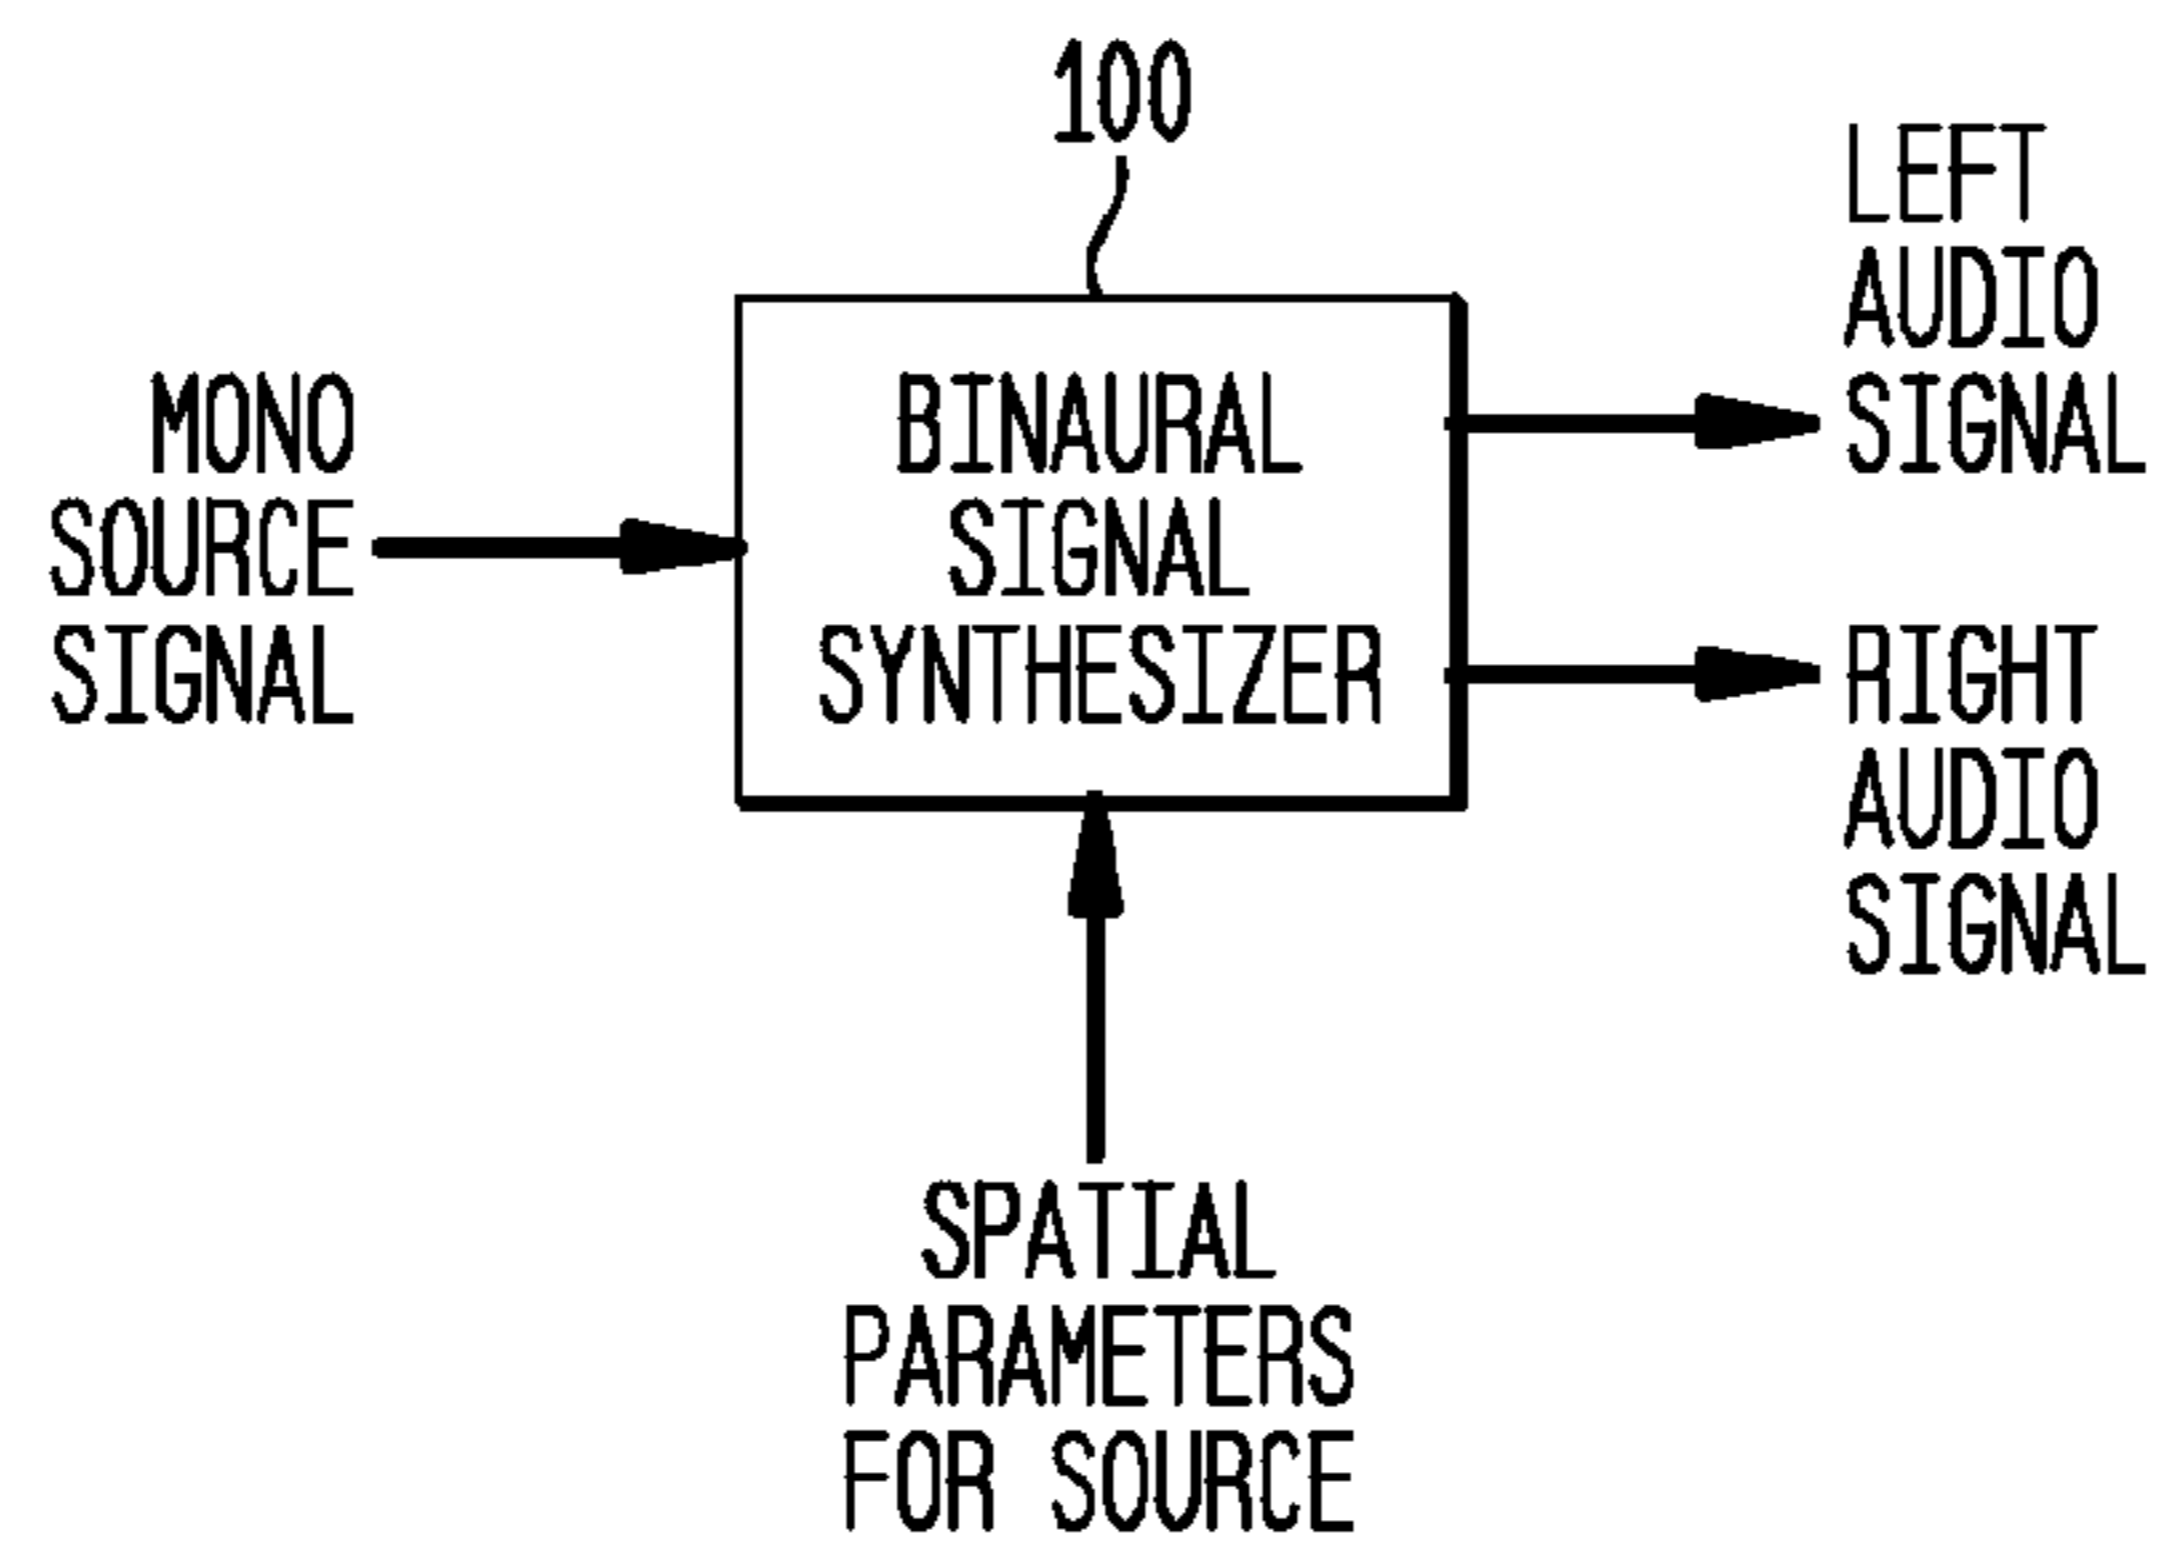 100
LEFT
AUDIO
SIGNAL
MONO
SOURCE
SIGNAL
BINAURAL
SIGNAL
SYNTHESIZER
RIGHT
AUDIO
SIGNAL
SPATIAL
PARAMETERS
FOR SOURCE